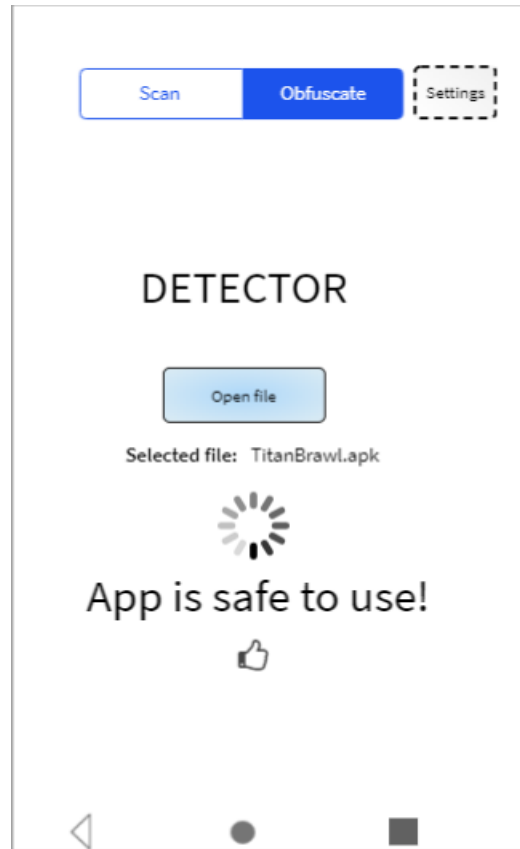 Scan Obfuscate Settings
DETECTOR
Open file
Selected file: TitanBrawl.apk
App is safe to use!